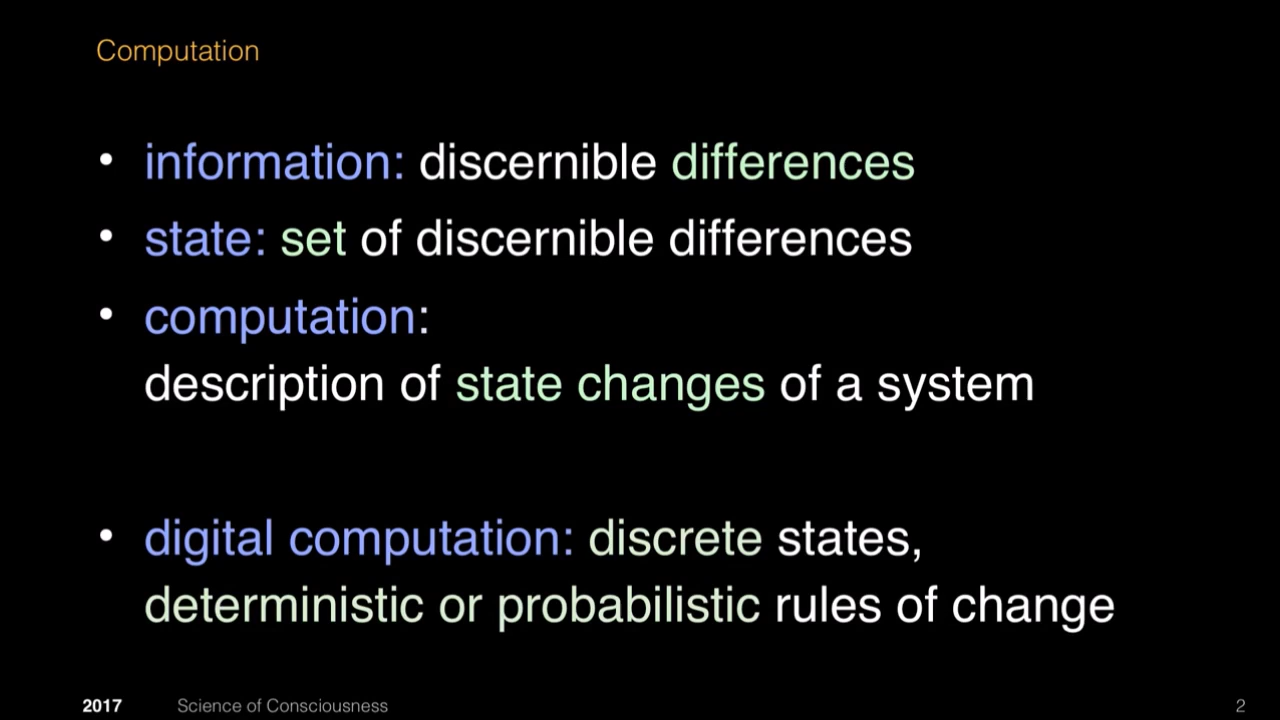 Computation
• information: discernible differences
• state: set of discernible differences
• computation:
description of state changes of a system
• digital computation: discrete states,
deterministic or probabilistic rules of change
2017 Science of Consciousness 2